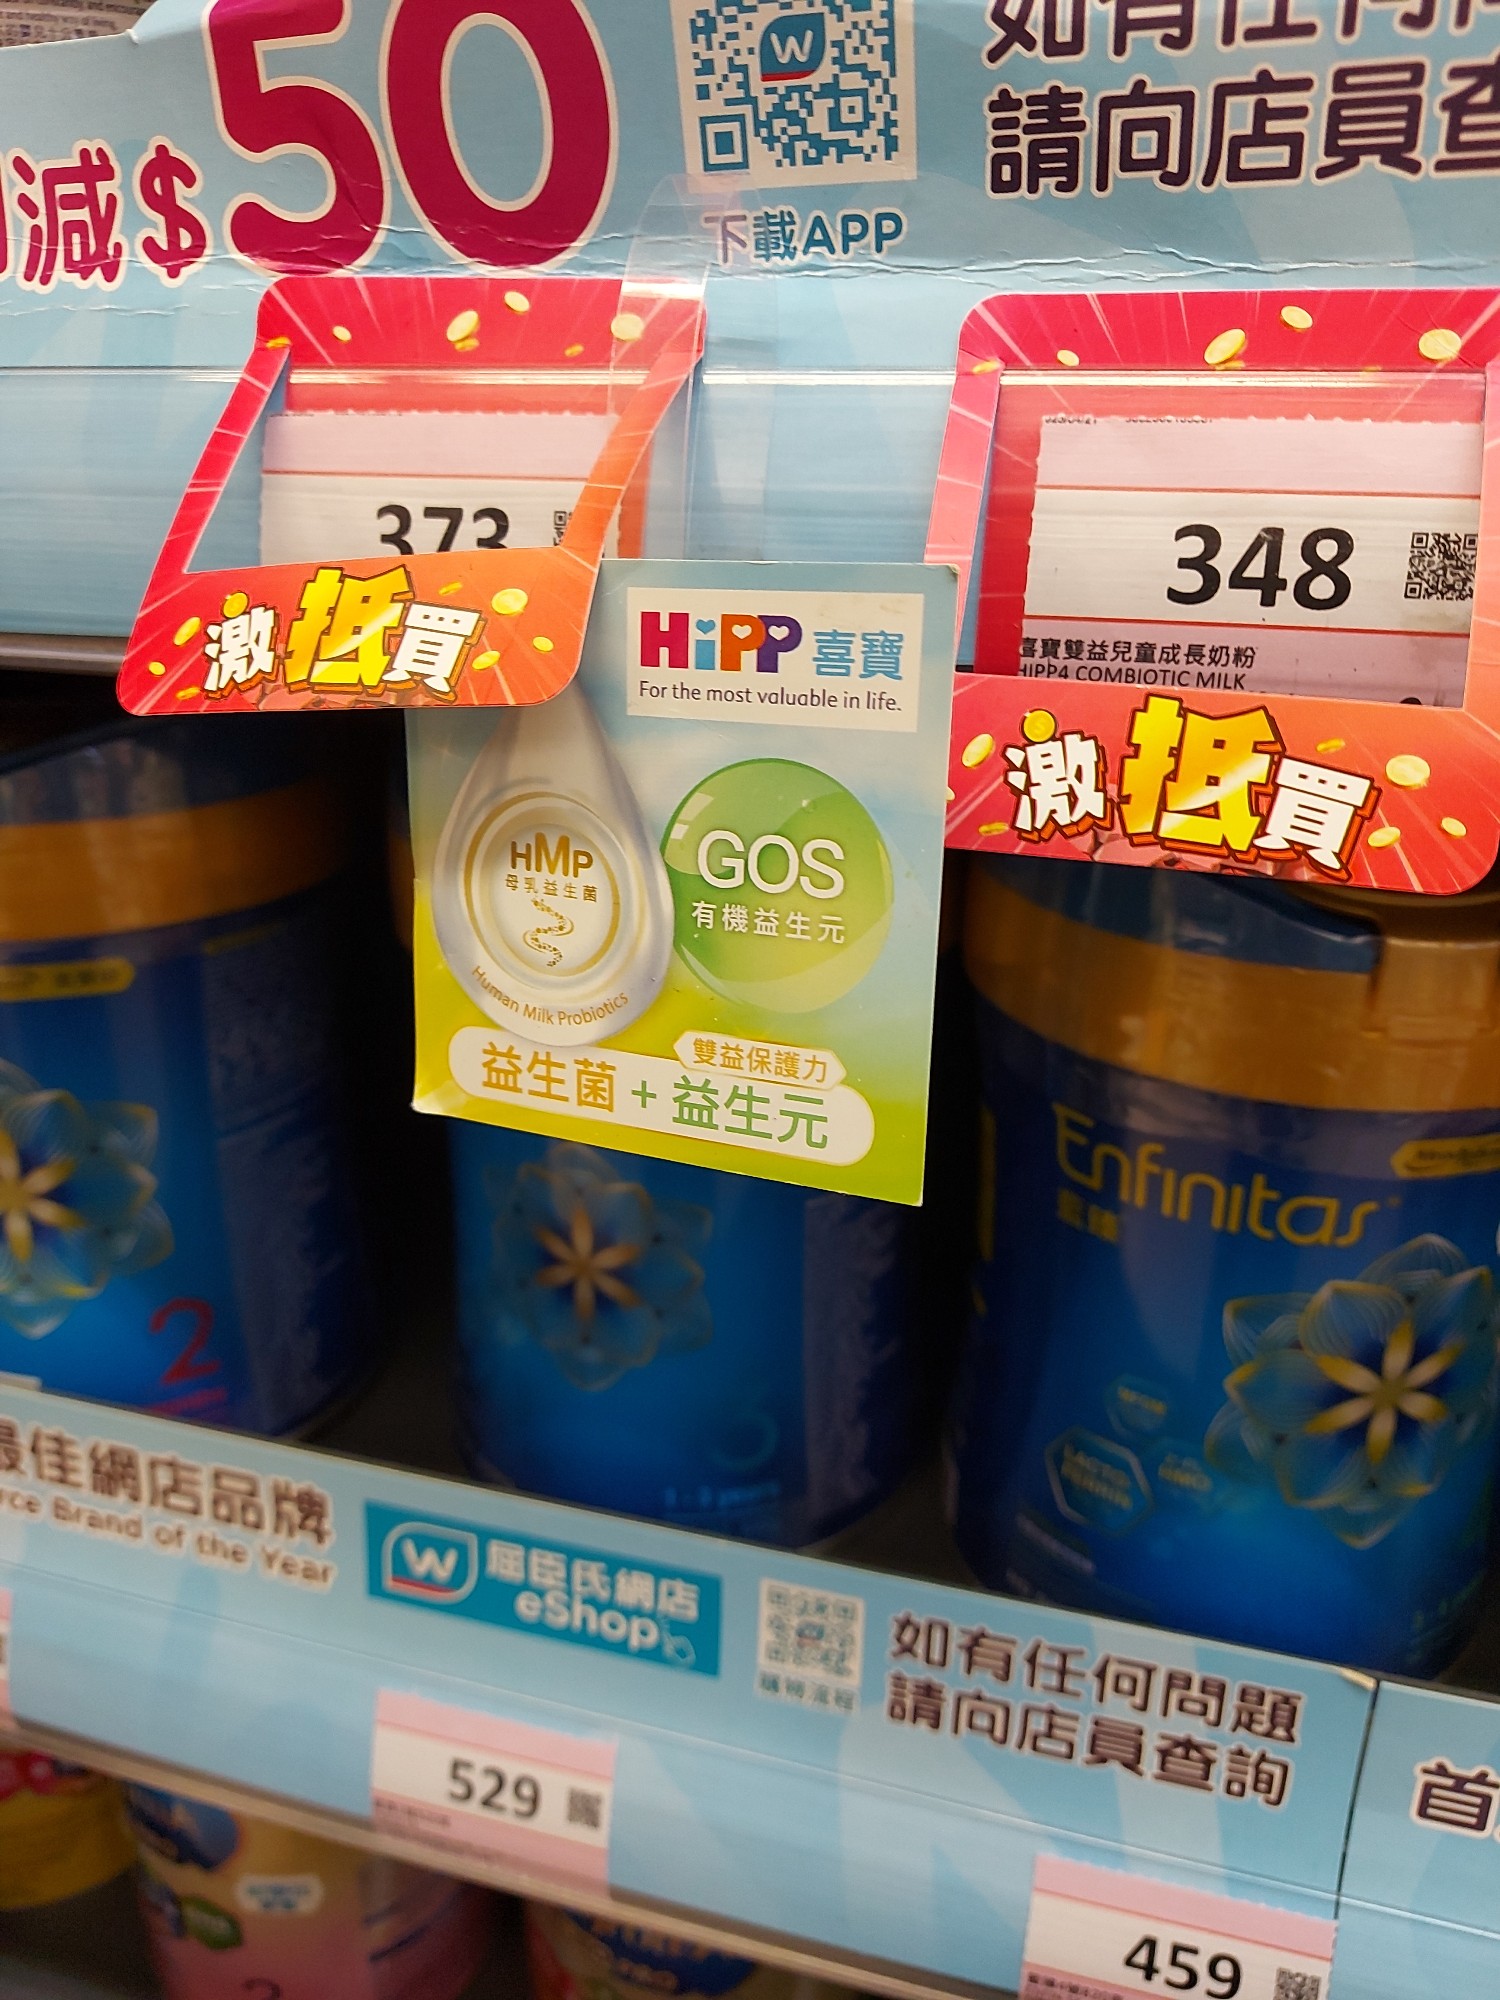 減$50
下載APP
請向店員查
373
激抵買
348
喜寶雙益兒童成長奶粉
HIPP4 COMBIOTIC MILK
激抵買
HiPP 喜寶
For the most valuable in life.
HMP
母乳益生菌
Human Milk Probiotics
GOS
有機益生元
雙益保護力
益生菌 + 益生元
Enfinitas
2
最佳網店品牌
rce Brand of the Year
屈臣氏網店
eShop
如有任何問題
請向店員查詢
首
529
459